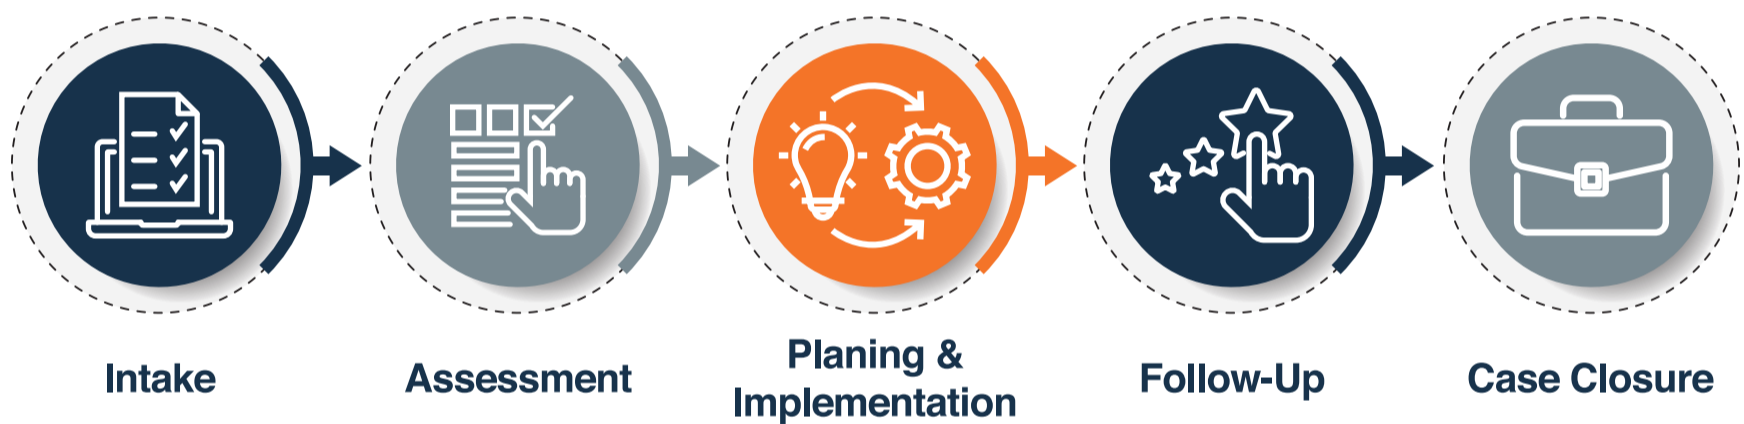 Intake
Assessment
Planing &
Implementation
Follow-Up
Case Closure